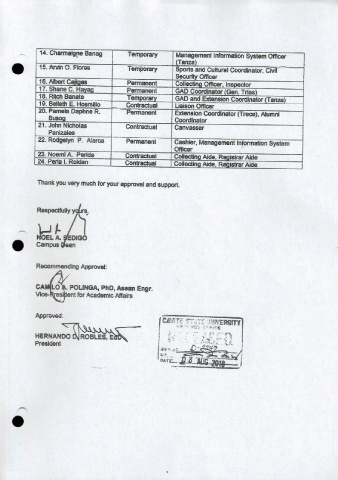 14. Charmaigne Banag Temporary Management Information System Officer
(Tanza)
15. Arvin O. Flores Temporary Sports and Cultural Coordinator, Civil
Security Officer
16. Albert Caligas Permanent Collecting Officer, Inspector
17. Shane C. Hayag Permanent GAD Coordinator (Gen. Trias)
18. Ritch Banate Temporary GAD and Extension Coordinator (Tanza)
19. Belleth E. Hosmillo Contractual Liaison Officer
20. Pamela Daphne R. Permanent Extension Coordinator (Trece), Alumni
Busog Coordinator
21. John Nicholas Contractual Canvasser
Panizales
22. Rodgelyn P. Alarca Permanent Cashier, Management Information System
Officer
23. Noemi A. Perida Contractual Collecting Aide, Registrar Aide
24. Perla I. Roldan Contractual Collecting Aide, Registrar Aide
Thank you very much for your approval and support.
Respectfully yours,
NOEL A. SEDIGO
Campus Dean
Recommending Approval:
CAMILO A. POLINGA, PhD, Asean Engr.
Vice-President for Academic Affairs
Approved:
HERNANDO D. ROBLES, EdD
President
CAVITE STATE UNIVERSITY
DATE 06 AUG 2018